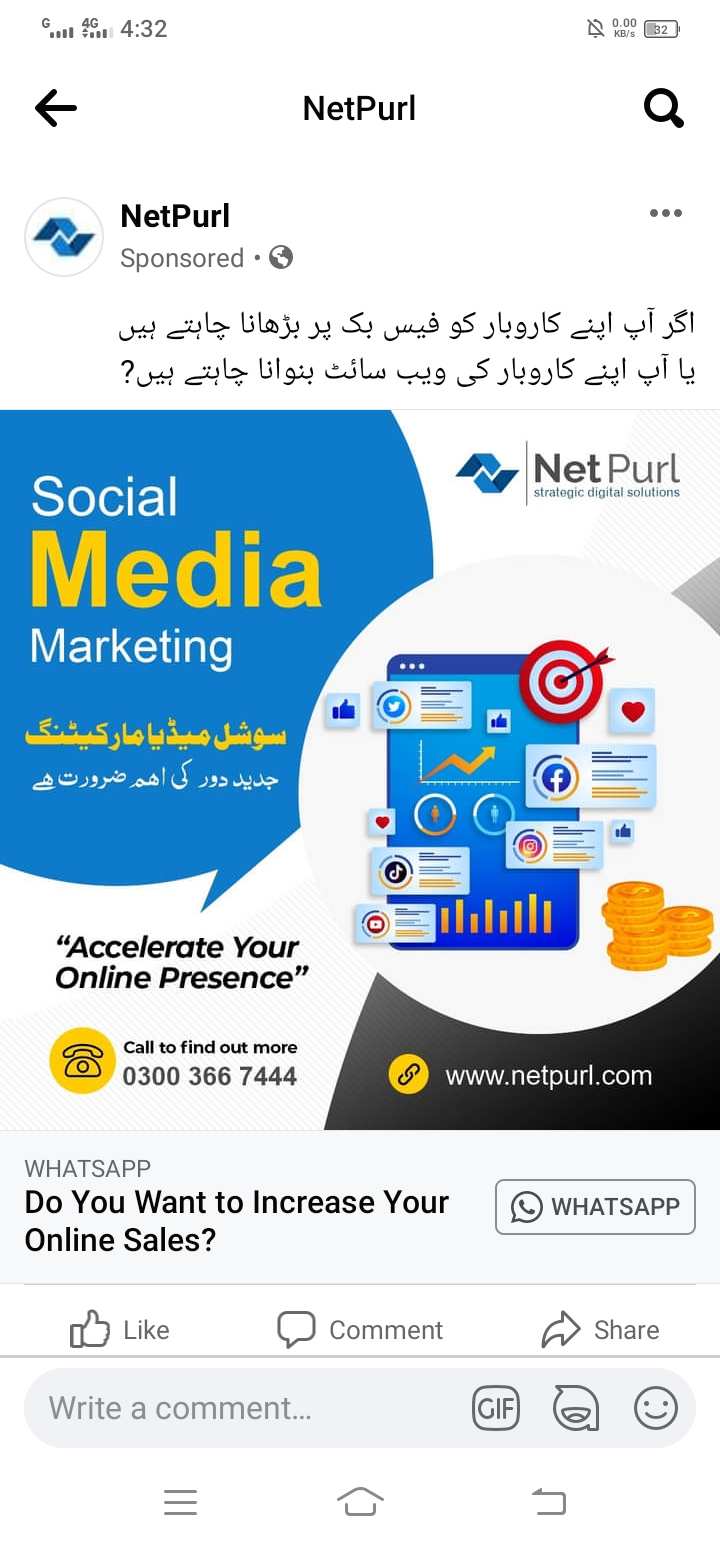 G 4G 4:32 0.00 KB/s 32
NetPurl
NetPurl
Sponsored •
اگر آپ اپنے کاروبار کو فیس بک پر بڑھانا چاہتے ہیں
یا آپ اپنے کاروبار کی ویب سائٹ بنوانا چاہتے ہیں?
Net Purl
strategic digital solutions
Social
Media
Marketing
سوشل میڈیا مارکیٹنگ
جدید دور کی اھم ضرورت ھے
“Accelerate Your
Online Presence”
Call to find out more
0300 366 7444
www.netpurl.com
WHATSAPP
Do You Want to Increase Your
Online Sales?
WHATSAPP
Like Comment Share
Write a comment... GIF